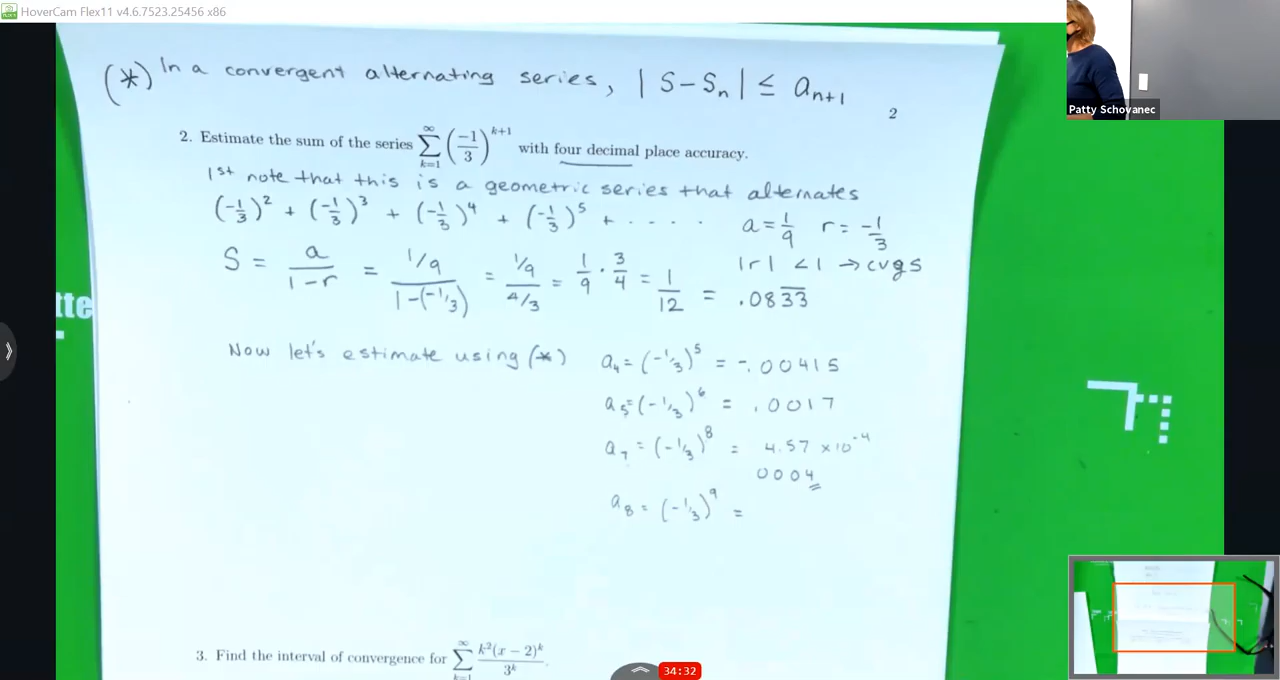 HoverCam Flex11 v4.6.7523.25456 x86
(*) In a convergent alternating series, | S-Sₙ | ≤ aₙ₊₁
2
Patty Schovanec
2. Estimate the sum of the series ∑_{k=1}^{∞} (-1/3)^{k+1} with four decimal place accuracy.
1st note that this is a geometric series that alternates
(-1/3)² + (-1/3)³ + (-1/3)⁴ + (-1/3)⁵ + ····· a = 1/9 r = -1/3
|r| < 1 → cvgs
S = a/(1-r) = (1/9)/(1-(-1/3)) = (1/9)/(4/3) = 1/9 · 3/4 = 1/12 = .08\overline{33}
tte
Now let's estimate using (*) a₄ = (-1/3)⁵ = -.00415
a₅ = (-1/3)⁶ = .0017
a₇ = (-1/3)⁸ = 4.57 ×10⁻⁴
0004
a₈ = (-1/3)⁹ =
3. Find the interval of convergence for ∑_{k=1}^{∞} k²(x − 2)^k/3^k.
34:32